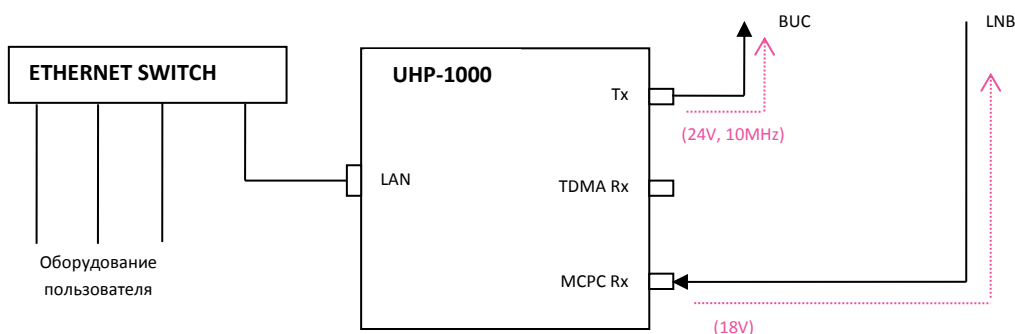 BUC
LNB
ETHERNET SWITCH
UHP-1000
Tx
(24V, 10MHz)
LAN
TDMA Rx
Оборудование
пользователя
MCPC Rx
(18V)